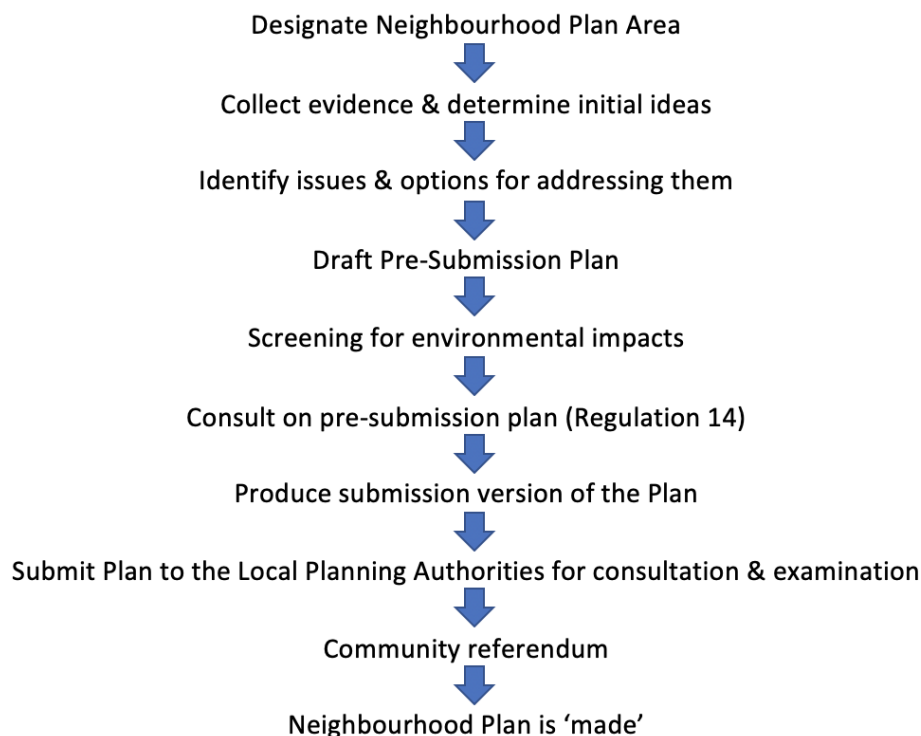 Designate Neighbourhood Plan Area
Collect evidence & determine initial ideas
Identify issues & options for addressing them
Draft Pre-Submission Plan
Screening for environmental impacts
Consult on pre-submission plan (Regulation 14)
Produce submission version of the Plan
Submit Plan to the Local Planning Authorities for consultation & examination
Community referendum
Neighbourhood Plan is ‘made’